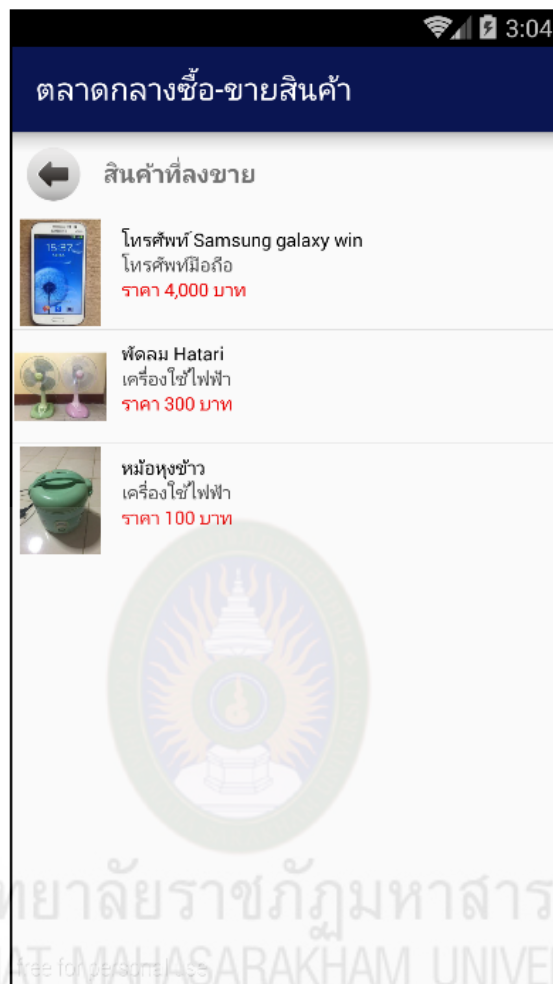 3:04
ตลาดกลางซื้อ-ขายสินค้า
สินค้าที่ลงขาย
15:37
โทรศัพท์ Samsung galaxy win
โทรศัพท์มือถือ
ราคา 4,000 บาท
พัดลม Hatari
เครื่องใช้ไฟฟ้า
ราคา 300 บาท
หม้อหุงข้าว
เครื่องใช้ไฟฟ้า
ราคา 100 บาท
ทยาลัยราชภัฏมหาสาร
AT MAHASARAKHAM UNIVE
free for personal use